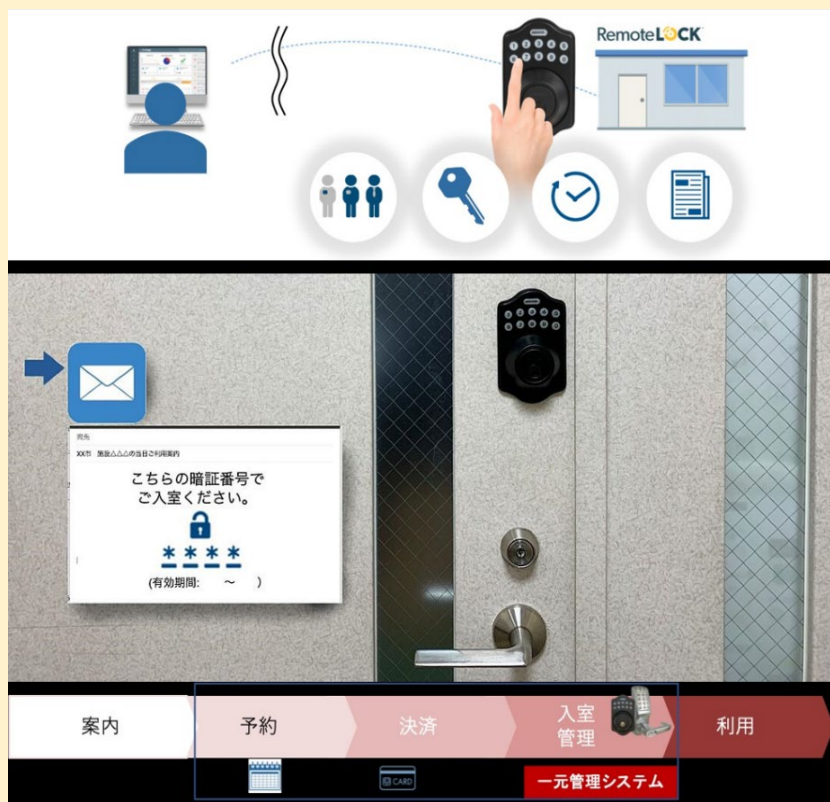 RemoteLOCK
宛先
XX市 施設△△△の当日ご利用案内
こちらの暗証番号で
ご入室ください。
****
(有効期間: ～ )
案内
予約
決済
入室
管理
利用
CARD
一元管理システム